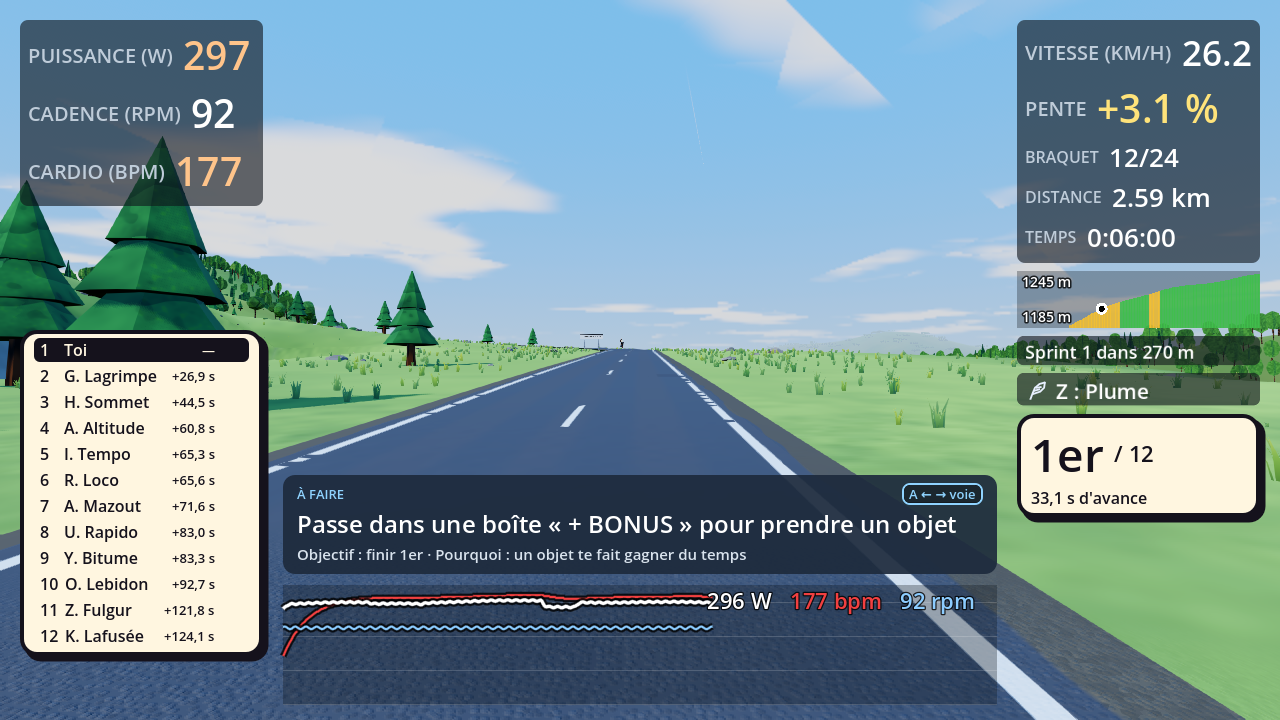 PUISSANCE (W) 297
CADENCE (RPM) 92
CARDIO (BPM) 177
VITESSE (KM/H) 26.2
PENTE +3.1 %
BRAQUET 12/24
DISTANCE 2.59 km
TEMPS 0:06:00
1245 m
1185 m
Sprint 1 dans 270 m
Z : Plume
1er / 12
33,1 s d'avance
1 Toi —
2 G. Lagrimpe +26,9 s
3 H. Sommet +44,5 s
4 A. Altitude +60,8 s
5 I. Tempo +65,3 s
6 R. Loco +65,6 s
7 A. Mazout +71,6 s
8 U. Rapido +83,0 s
9 Y. Bitume +83,3 s
10 O. Lebidon +92,7 s
11 Z. Fulgur +121,8 s
12 K. Lafusée +124,1 s
À FAIRE
A ← → voie
Passe dans une boîte « + BONUS » pour prendre un objet
Objectif : finir 1er · Pourquoi : un objet te fait gagner du temps
296 W 177 bpm 92 rpm